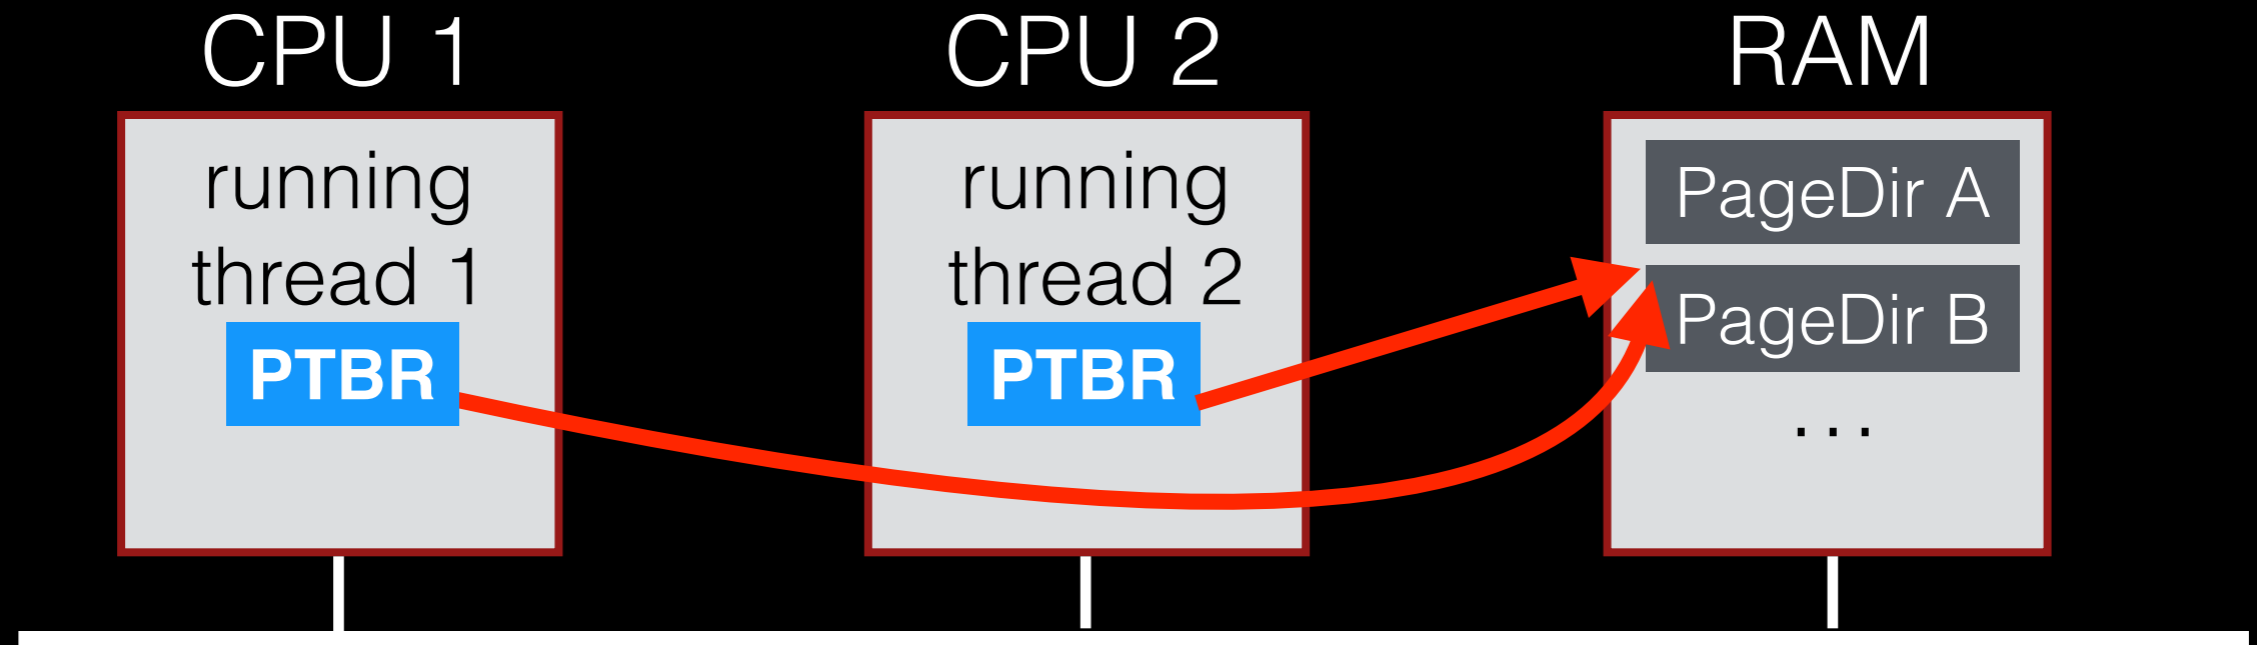 CPU 1
CPU 2
RAM
running
thread 1
PTBR
running
thread 2
PTBR
PageDir A
PageDir B
...